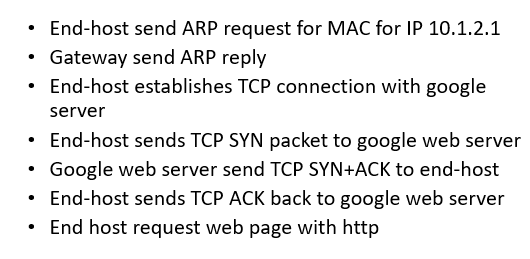 • End-host send ARP request for MAC for IP 10.1.2.1
• Gateway send ARP reply
• End-host establishes TCP connection with google
server
• End-host sends TCP SYN packet to google web server
• Google web server send TCP SYN+ACK to end-host
• End-host sends TCP ACK back to google web server
• End host request web page with http